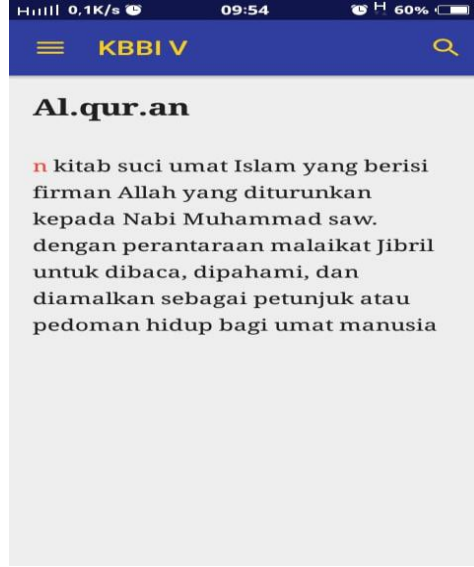 0,1K/s 09:54 H 60%
KBBI V
Al.qur.an
n kitab suci umat Islam yang berisi
firman Allah yang diturunkan
kepada Nabi Muhammad saw.
dengan perantaraan malaikat Jibril
untuk dibaca, dipahami, dan
diamalkan sebagai petunjuk atau
pedoman hidup bagi umat manusia